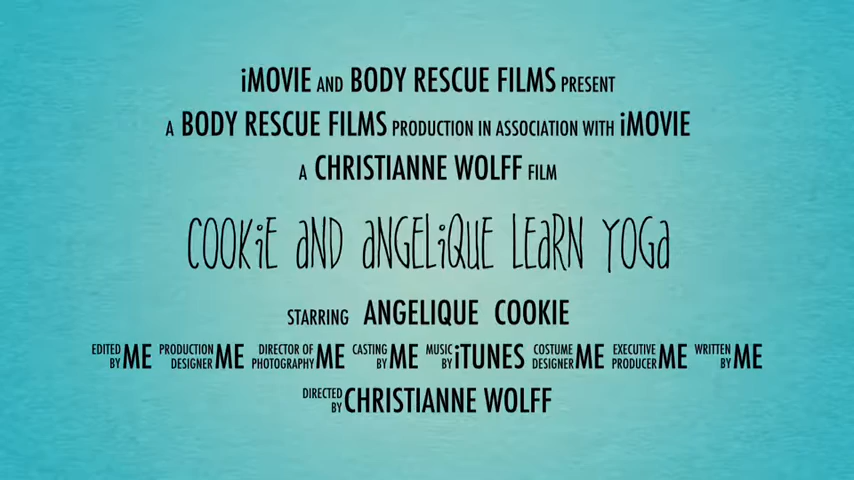 iMOVIE AND BODY RESCUE FILMS PRESENT
A BODY RESCUE FILMS PRODUCTION IN ASSOCIATION WITH iMOVIE
A CHRISTIANNE WOLFF FILM
COOKiE aND aNGELiQUE LEaRN YOGa
STARRING ANGELIQUE COOKIE
EDITED BY ME PRODUCTION DESIGNER ME DIRECTOR OF PHOTOGRAPHY ME CASTING BY ME MUSIC BY iTUNES COSTUME DESIGNER ME EXECUTIVE PRODUCER ME WRITTEN BY ME
DIRECTED BY CHRISTIANNE WOLFF